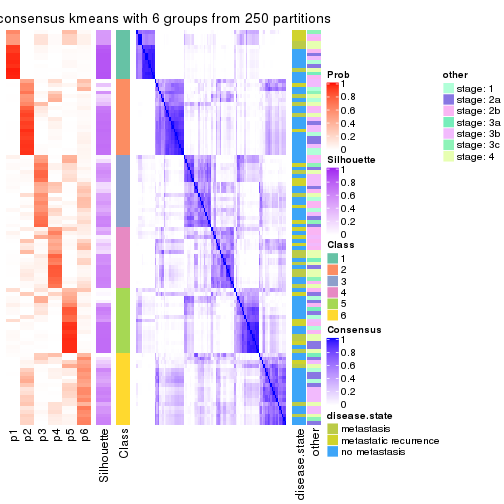 consensus kmeans with 6 groups from 250 partitions
Prob
1
0.8
0.6
0.4
0.2
0
Silhouette
1
0.8
0.6
0.4
0.2
0
Class
1
2
3
4
5
6
Consensus
1
0.8
0.6
0.4
0.2
0
disease.state
metastasis
metastatic recurrence
no metastasis
other
stage: 1
stage: 2a
stage: 2b
stage: 3a
stage: 3b
stage: 3c
stage: 4
p1
p2
p3
p4
p5
p6
Silhouette
Class
disease.state
other